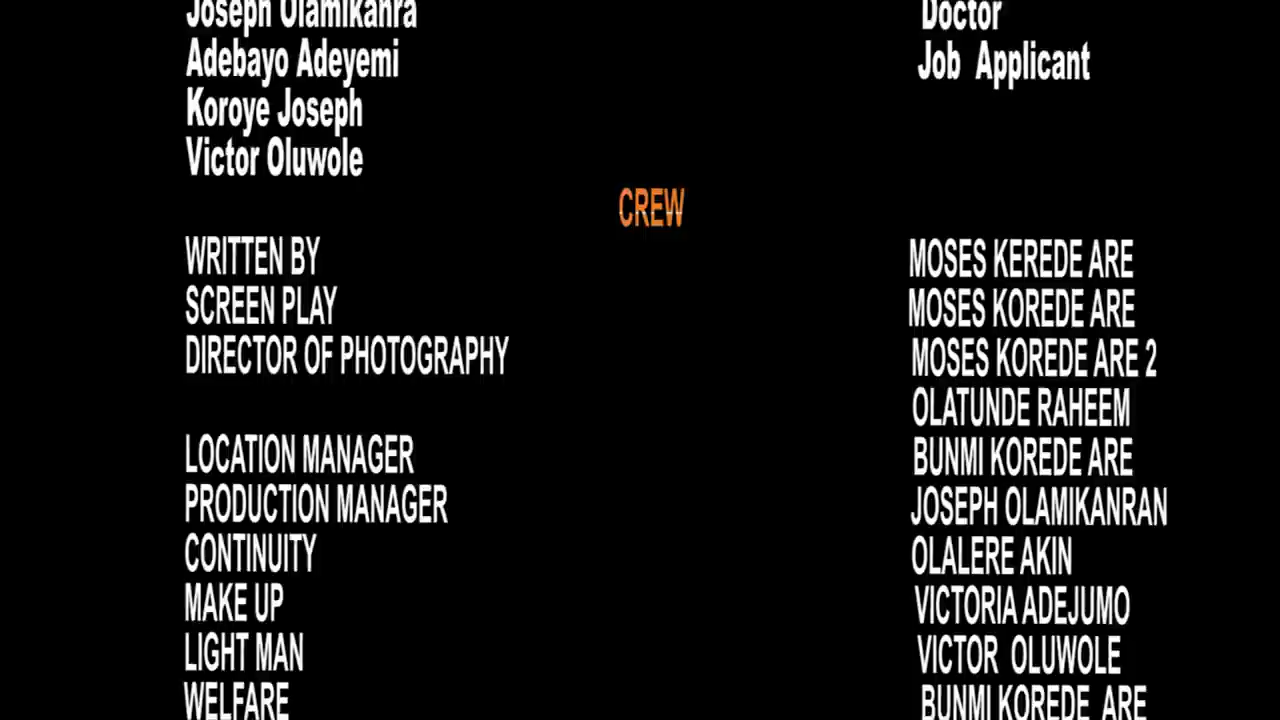 Joseph Olamikanra Doctor
Adebayo Adeyemi Job Applicant
Koroye Joseph
Victor Oluwole
CREW
WRITTEN BY MOSES KEREDE ARE
SCREEN PLAY MOSES KOREDE ARE
DIRECTOR OF PHOTOGRAPHY MOSES KOREDE ARE 2
OLATUNDE RAHEEM
LOCATION MANAGER BUNMI KOREDE ARE
PRODUCTION MANAGER JOSEPH OLAMIKANRAN
CONTINUITY OLALERE AKIN
MAKE UP VICTORIA ADEJUMO
LIGHT MAN VICTOR OLUWOLE
WELFARE BUNMI KOREDE ARE